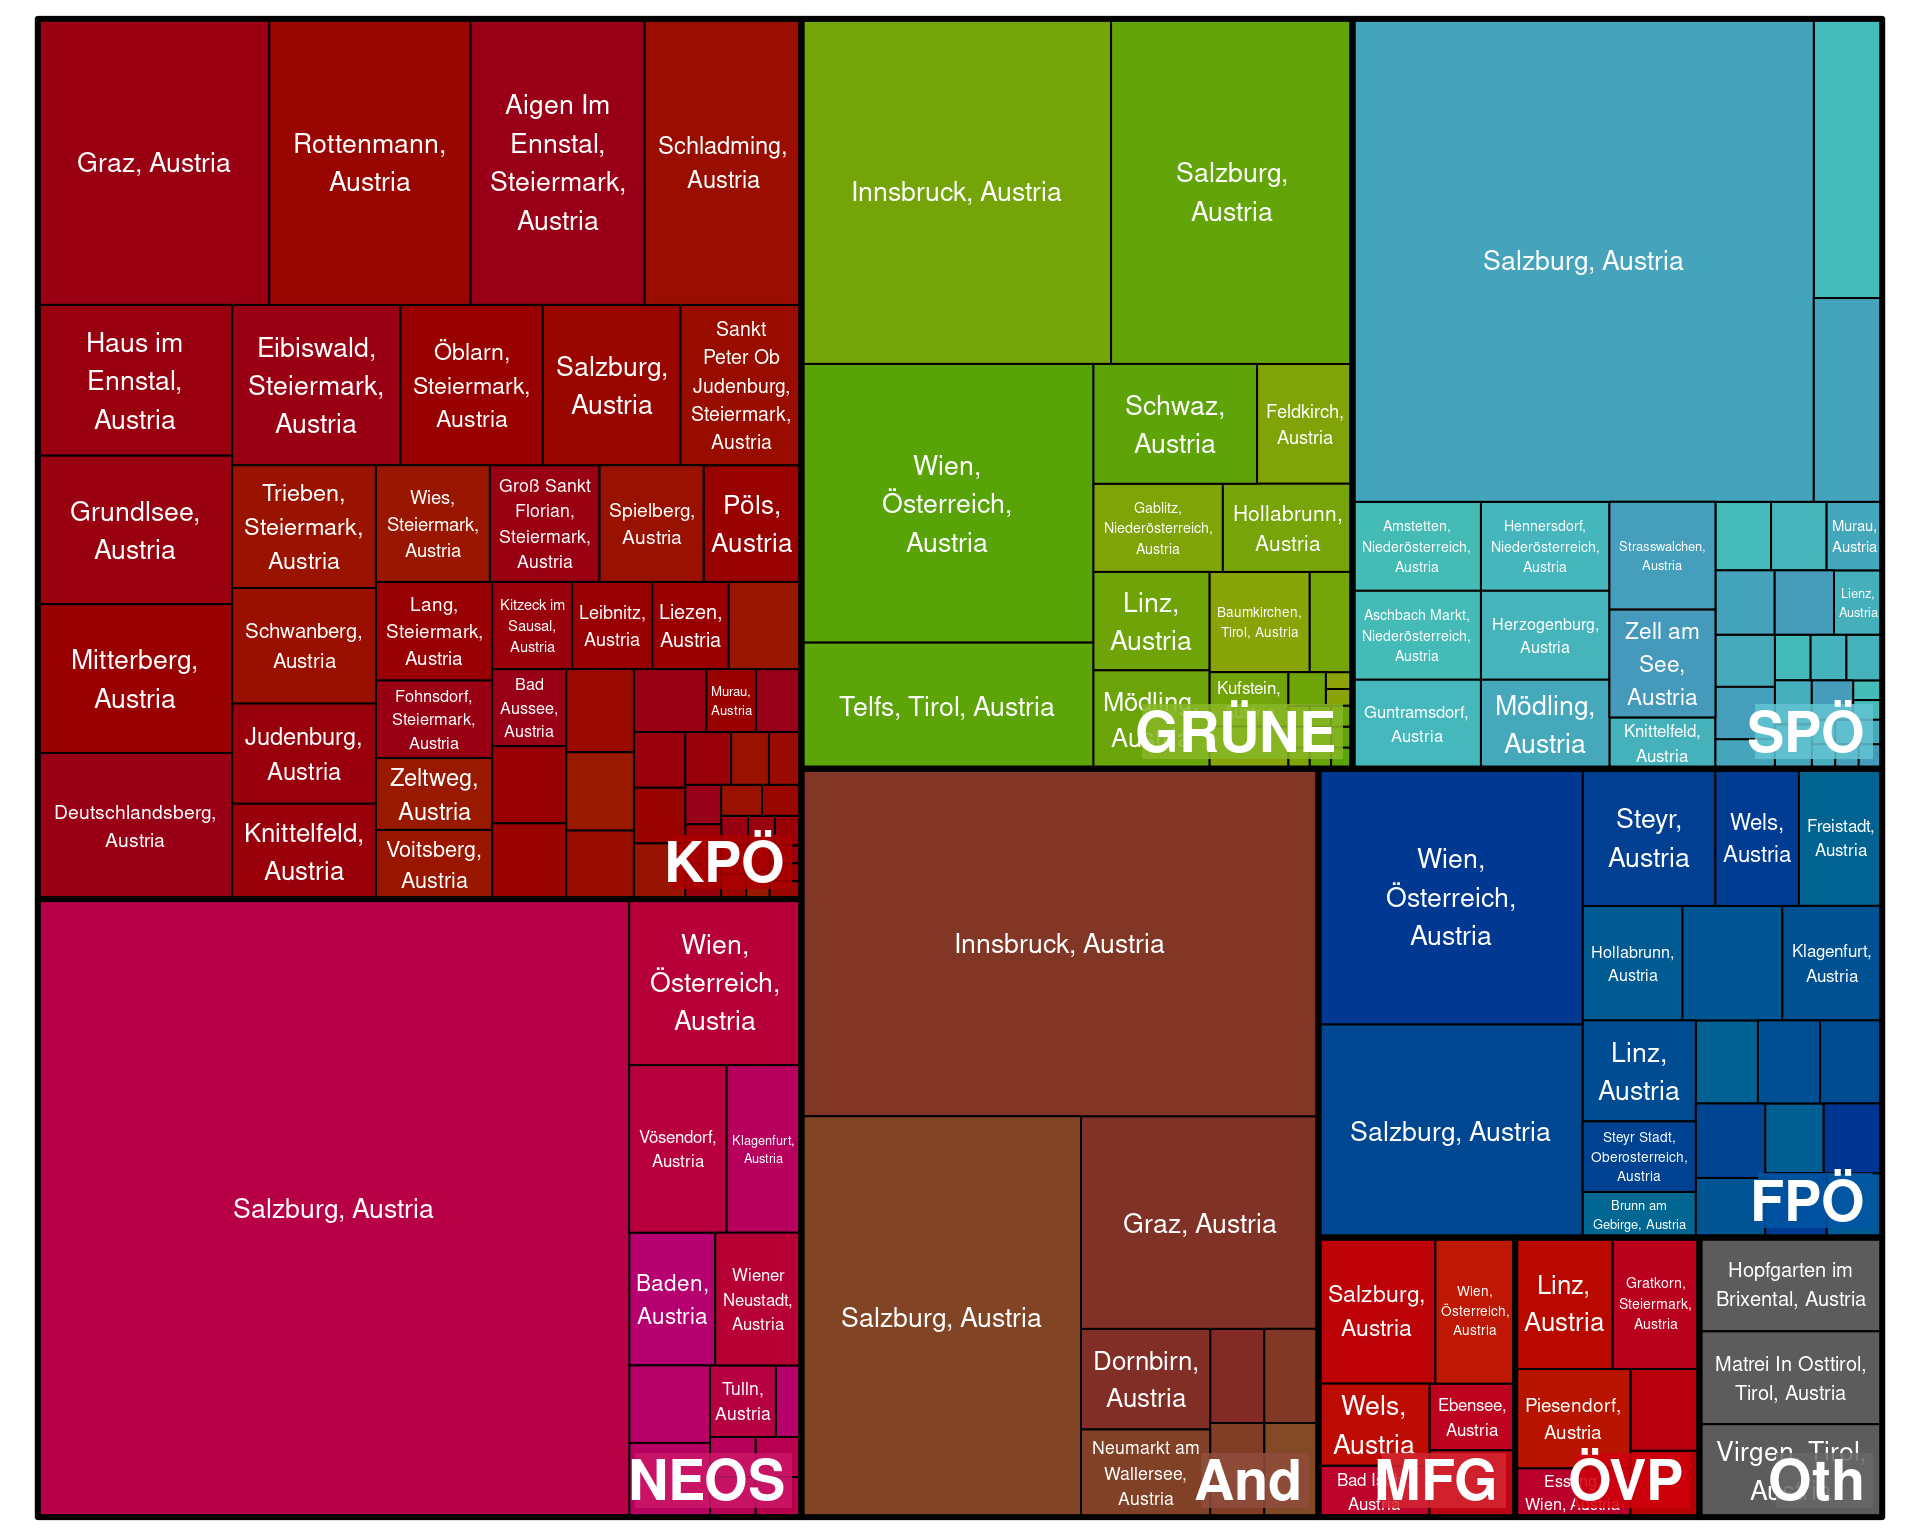 Graz, Austria
Rottenmann,
Austria
Aigen Im
Ennstal,
Steiermark,
Austria
Schladming,
Austria
Haus im
Ennstal,
Austria
Eibiswald,
Steiermark,
Austria
Öblarn,
Steiermark,
Austria
Salzburg,
Austria
Sankt
Peter Ob
Judenburg,
Steiermark,
Austria
Grundlsee,
Austria
Trieben,
Steiermark,
Austria
Wies,
Steiermark,
Austria
Groß Sankt
Florian,
Steiermark,
Austria
Spielberg,
Austria
Pöls,
Austria
Mitterberg,
Austria
Schwanberg,
Austria
Lang,
Steiermark,
Austria
Kitzeck im
Sausal,
Austria
Leibnitz,
Austria
Liezen,
Austria
Judenburg,
Austria
Fohnsdorf,
Steiermark,
Austria
Bad
Aussee,
Austria
Murau,
Austria
Deutschlandsberg,
Austria
Knittelfeld,
Austria
Zeltweg,
Austria
Voitsberg,
Austria
KPÖ
Innsbruck, Austria
Salzburg,
Austria
Wien,
Österreich,
Austria
Schwaz,
Austria
Feldkirch,
Austria
Gablitz,
Niederösterreich,
Austria
Hollabrunn,
Austria
Linz,
Austria
Baumkirchen,
Tirol, Austria
Telfs, Tirol, Austria
Mödling,
Austria
Kufstein,
GRÜNE
Salzburg, Austria
Amstetten,
Niederösterreich,
Austria
Hennersdorf,
Niederösterreich,
Austria
Strasswalchen,
Austria
Murau,
Austria
Aschbach Markt,
Niederösterreich,
Austria
Herzogenburg,
Austria
Zell am
See,
Austria
Lienz,
Austria
Guntramsdorf,
Austria
Mödling,
Austria
Knittelfeld,
Austria
SPÖ
Salzburg, Austria
Wien,
Österreich,
Austria
Vösendorf,
Austria
Klagenfurt,
Austria
Baden,
Austria
Wiener
Neustadt,
Austria
Tulln,
Austria
NEOS
Innsbruck, Austria
Salzburg, Austria
Graz, Austria
Dornbirn,
Austria
Neumarkt am
Wallersee,
Austria
And
Wien,
Österreich,
Austria
Steyr,
Austria
Wels,
Austria
Freistadt,
Austria
Hollabrunn,
Austria
Klagenfurt,
Austria
Salzburg, Austria
Linz,
Austria
Steyr Stadt,
Oberosterreich,
Austria
Brunn am
Gebirge, Austria
FPÖ
Salzburg,
Austria
Wien,
Österreich,
Austria
Wels,
Austria
Ebensee,
Austria
Bad
Austria
MFG
Linz,
Austria
Gratkorn,
Steiermark,
Austria
Piesendorf,
Austria
Wien, Austria
ÖVP
Hopfgarten im
Brixental, Austria
Matrei In Osttirol,
Tirol, Austria
Virgen, Tirol,
Austria
Oth